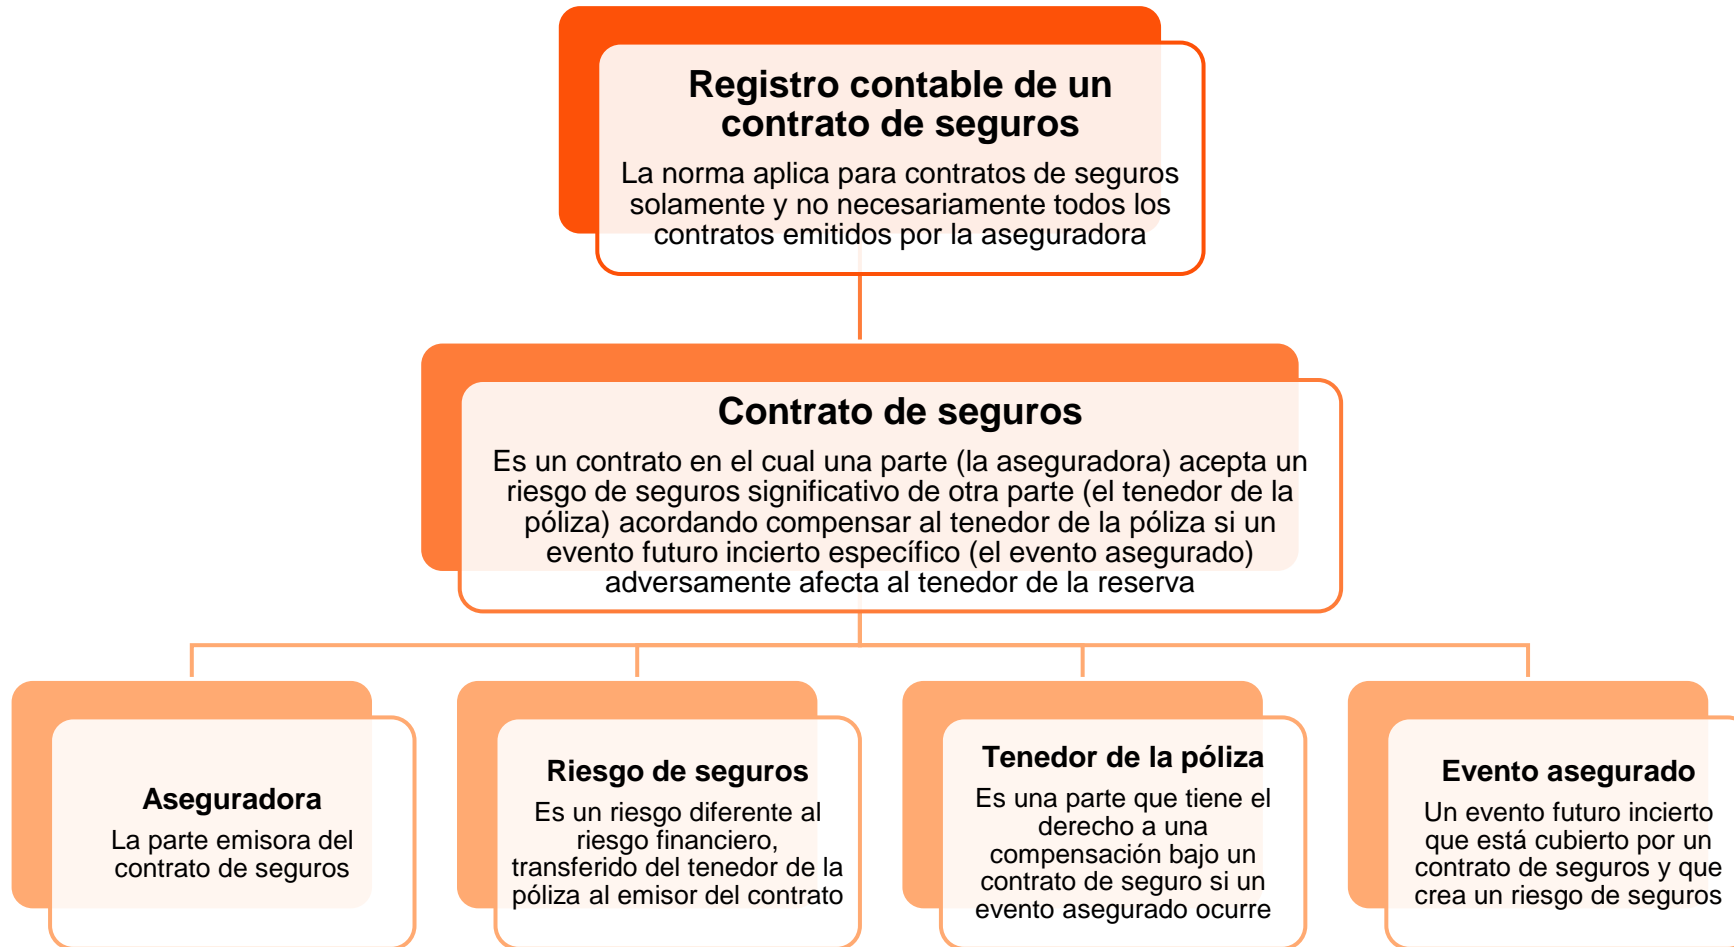 Registro contable de un
contrato de seguros
La norma aplica para contratos de seguros
solamente y no necesariamente todos los
contratos emitidos por la aseguradora
Contrato de seguros
Es un contrato en el cual una parte (la aseguradora) acepta un
riesgo de seguros significativo de otra parte (el tenedor de la
póliza) acordando compensar al tenedor de la póliza si un
evento futuro incierto específico (el evento asegurado)
adversamente afecta al tenedor de la reserva
Aseguradora
La parte emisora del
contrato de seguros
Riesgo de seguros
Es un riesgo diferente al
riesgo financiero,
transferido del tenedor de la
póliza al emisor del contrato
Tenedor de la póliza
Es una parte que tiene el
derecho a una
compensación bajo un
contrato de seguro si un
evento asegurado ocurre
Evento asegurado
Un evento futuro incierto
que está cubierto por un
contrato de seguros y que
crea un riesgo de seguros